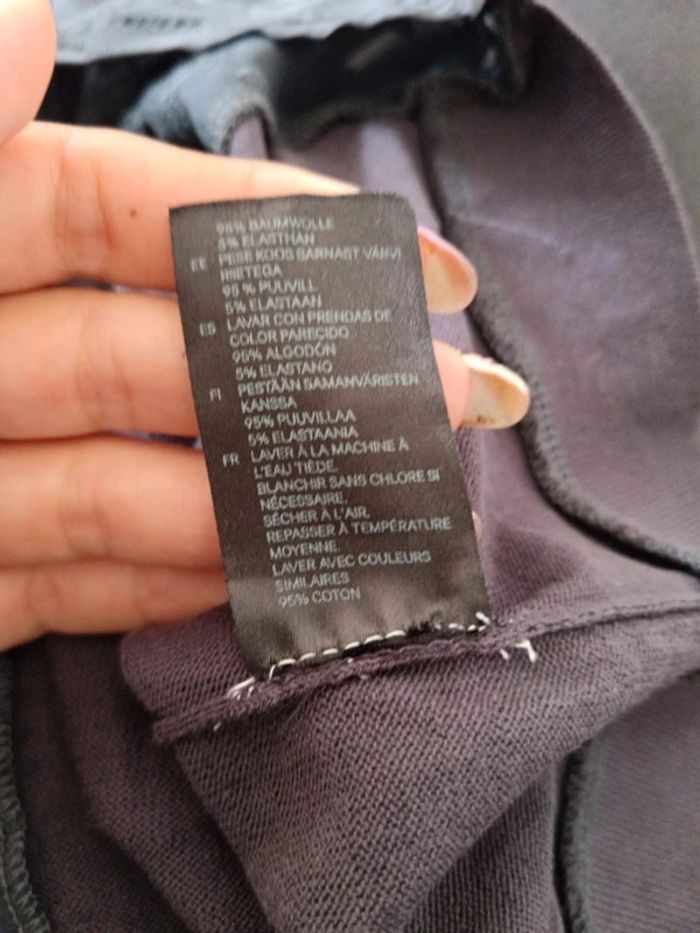 95% BAUMWOLLE
5% ELASTHAN
EE PESE KOOS SARNAST VÄRVI
RIIETEGA
95 % PUUVILL
5% ELASTAAN
ES LAVAR CON PRENDAS DE
COLOR PARECIDO
95% ALGODÓN
5% ELASTANO
FI PESTÄÄN SAMANVÄRISTEN
KANSSA
95% PUUVILLAA
5% ELASTAANIA
FR LAVER À LA MACHINE À
L'EAU TIÈDE.
BLANCHIR SANS CHLORE SI
NÉCESSAIRE.
SÉCHER À L'AIR.
REPASSER À TEMPÉRATURE
MOYENNE.
LAVER AVEC COULEURS
SIMILAIRES
95% COTON